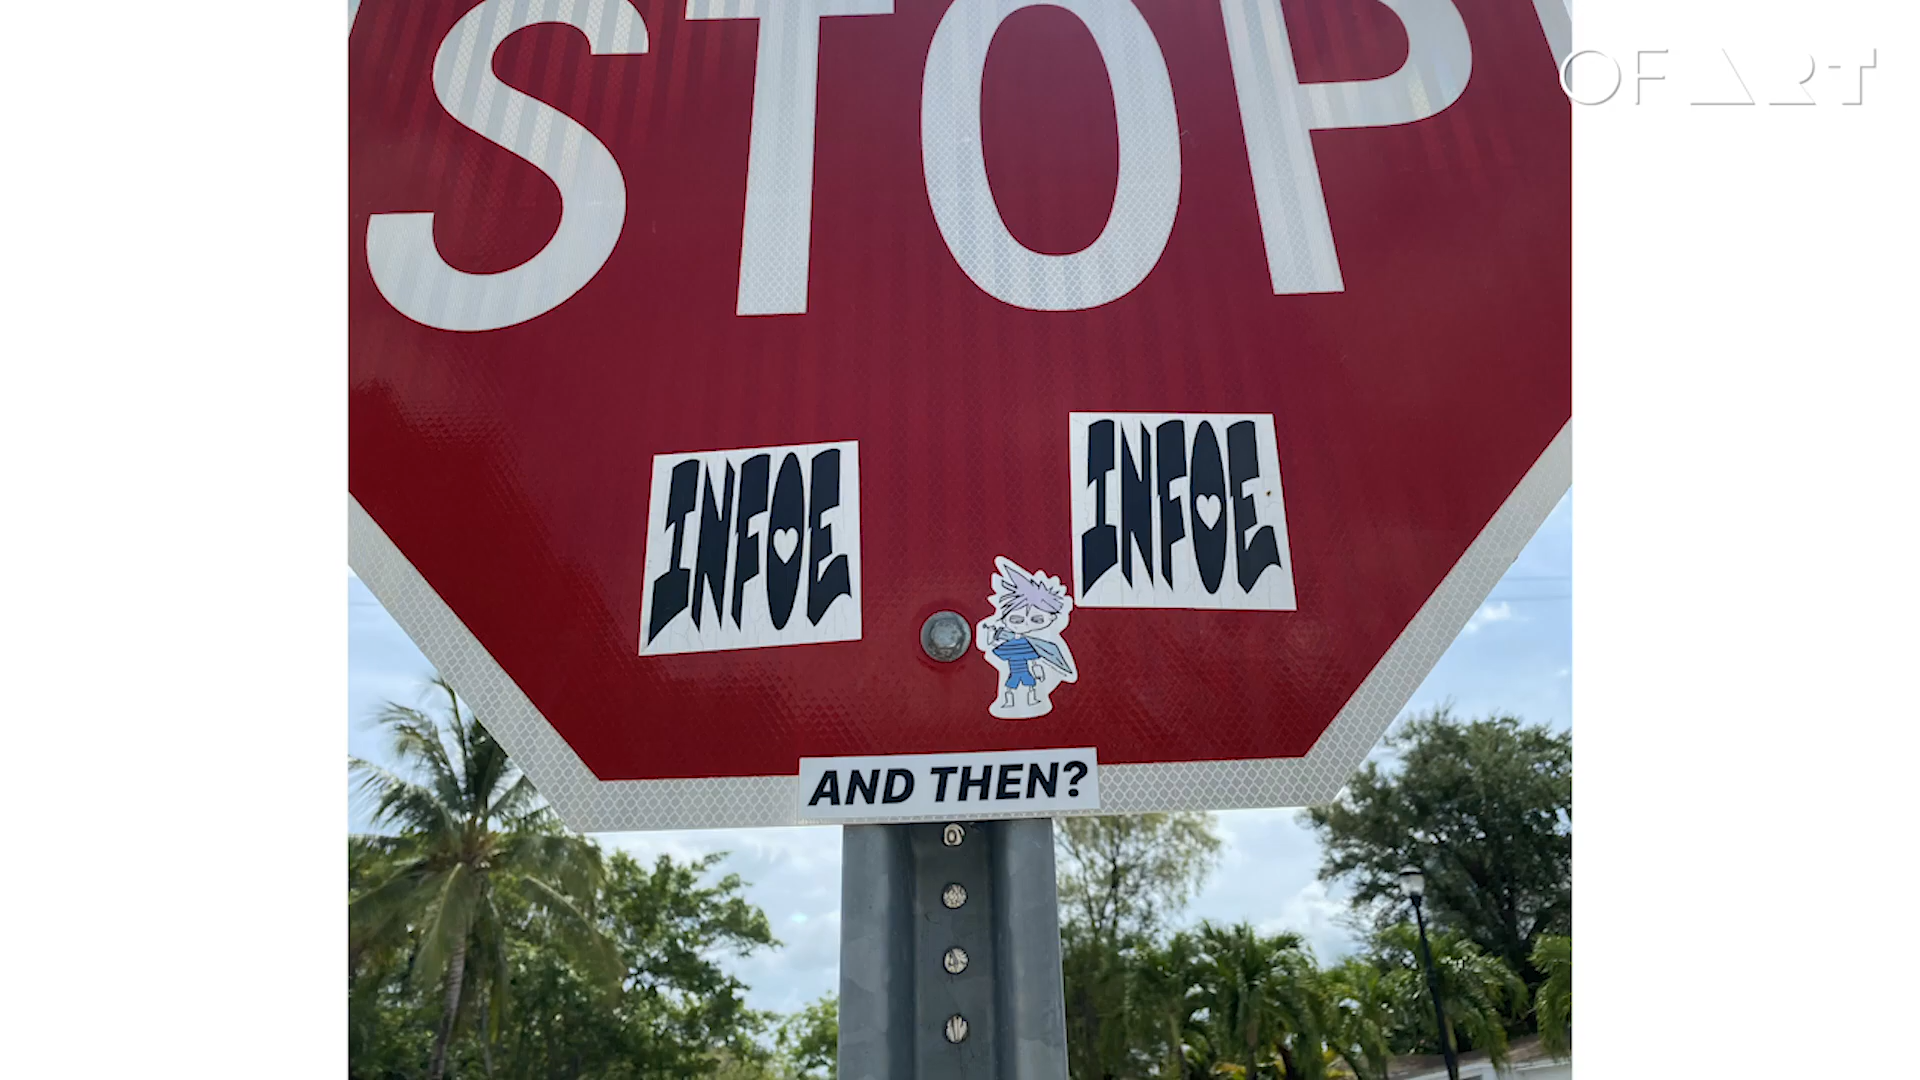 STOP
OF ART
INFOE
INFOE
AND THEN?